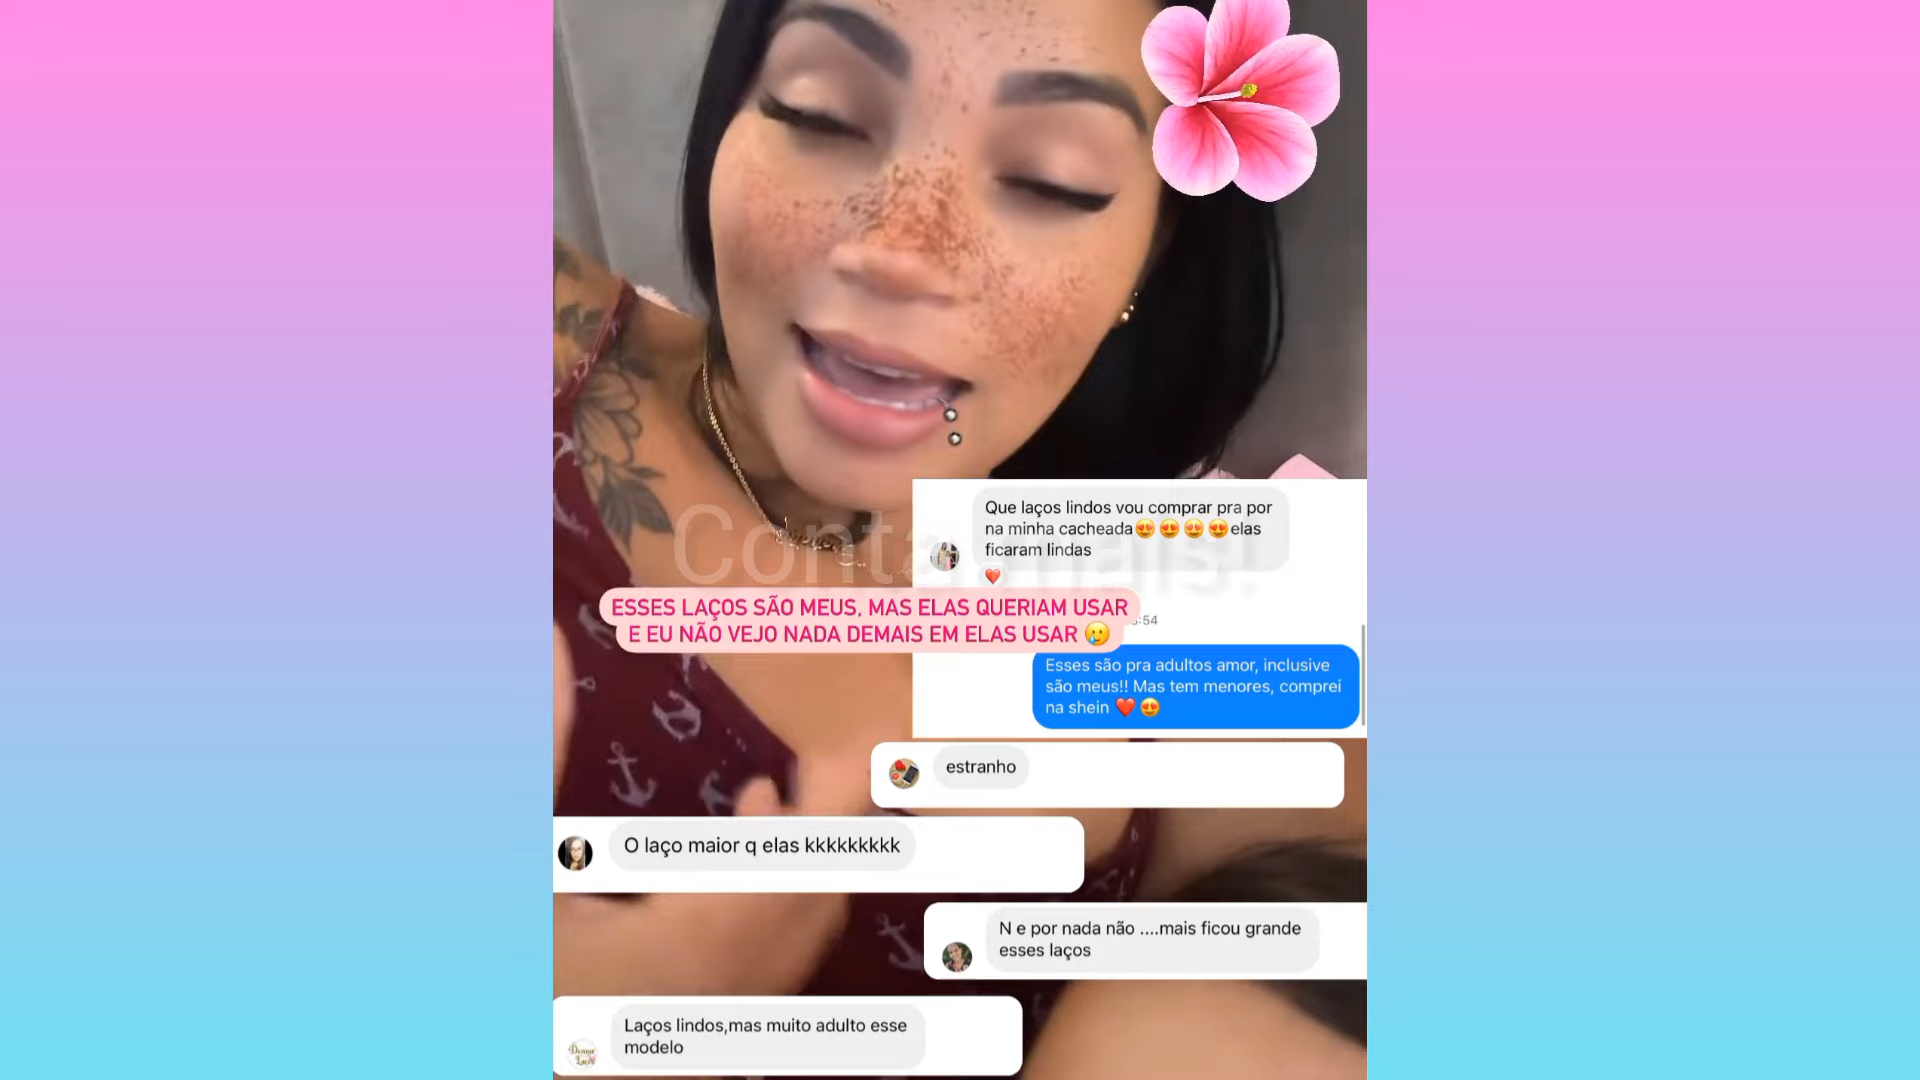 Que laços lindos vou comprar pra por
na minha cacheada😍😍😍😍elas
ficaram lindas
❤️
Conta mais!
ESSES LAÇOS SÃO MEUS, MAS ELAS QUERIAM USAR
E EU NÃO VEJO NADA DEMAIS EM ELAS USAR 🥲
:54
Esses são pra adultos amor, inclusive
são meus!! Mas tem menores, comprei
na shein ❤️😍
estranho
O laço maior q elas kkkkkkkkk
N e por nada não ....mais ficou grande
esses laços
Laços lindos,mas muito adulto esse
modelo